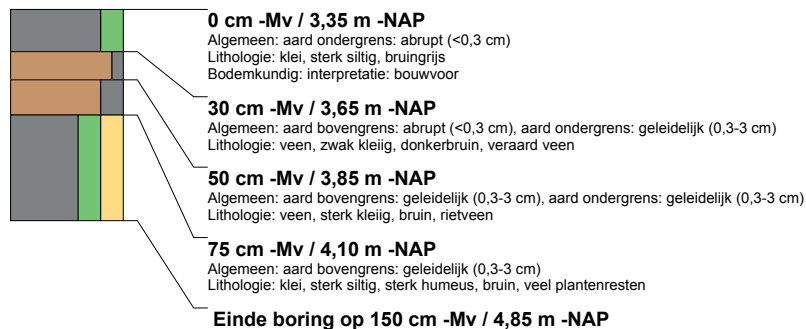 0 cm -Mv / 3,35 m -NAP
Algemeen: aard ondergrens: abrupt (<0,3 cm)
Lithologie: klei, sterk siltig, bruingrijs
Bodemkundig: interpretatie: bouwvoor
30 cm -Mv / 3,65 m -NAP
Algemeen: aard bovengrens: abrupt (<0,3 cm), aard ondergrens: geleidelijk (0,3-3 cm)
Lithologie: veen, zwak kleiig, donkerbruin, veraard veen
50 cm -Mv / 3,85 m -NAP
Algemeen: aard bovengrens: geleidelijk (0,3-3 cm), aard ondergrens: geleidelijk (0,3-3 cm)
Lithologie: veen, sterk kleiig, bruin, rietveen
75 cm -Mv / 4,10 m -NAP
Algemeen: aard bovengrens: geleidelijk (0,3-3 cm)
Lithologie: klei, sterk siltig, sterk humeus, bruin, veel plantenresten
Einde boring op 150 cm -Mv / 4,85 m -NAP